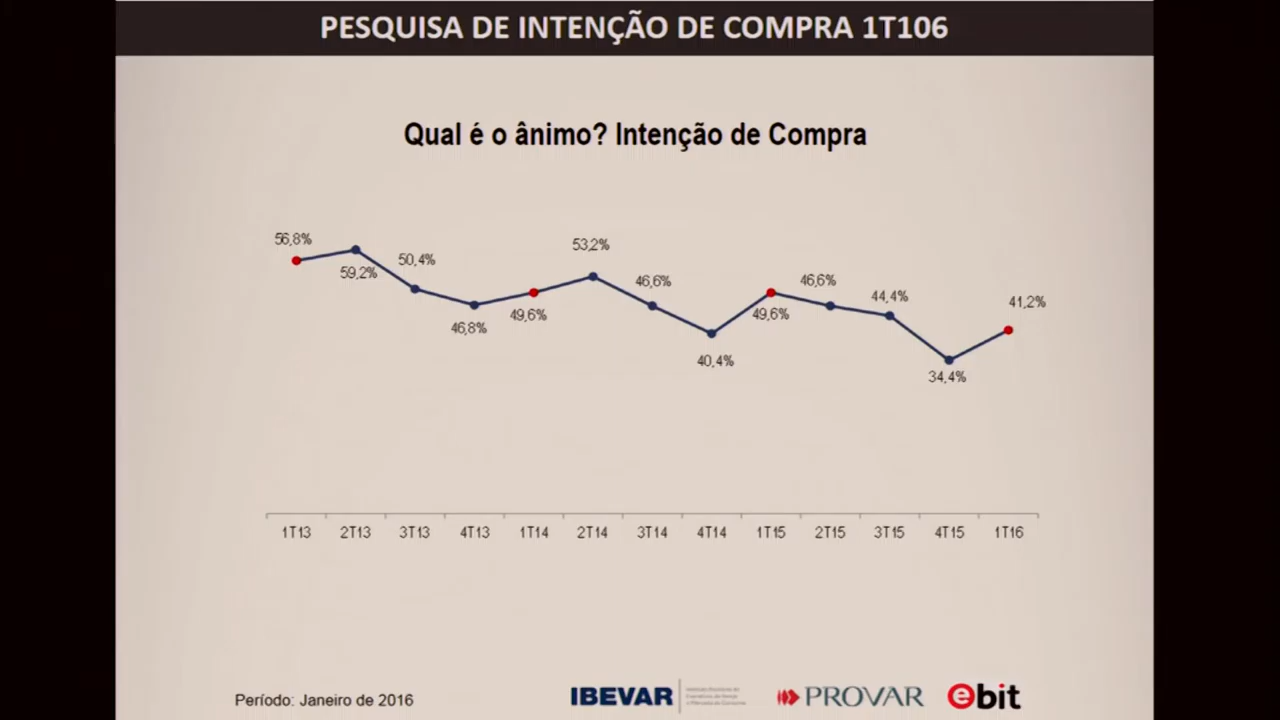 PESQUISA DE INTENÇÃO DE COMPRA 1T106
Qual é o ânimo? Intenção de Compra
56,8%
59,2%
50,4%
46,8%
49,6%
53,2%
46,6%
40,4%
49,6%
46,6%
44,4%
34,4%
41,2%
1T13 2T13 3T13 4T13 1T14 2T14 3T14 4T14 1T15 2T15 3T15 4T15 1T16
Período: Janeiro de 2016
IBEVAR
PROVAR
ebit